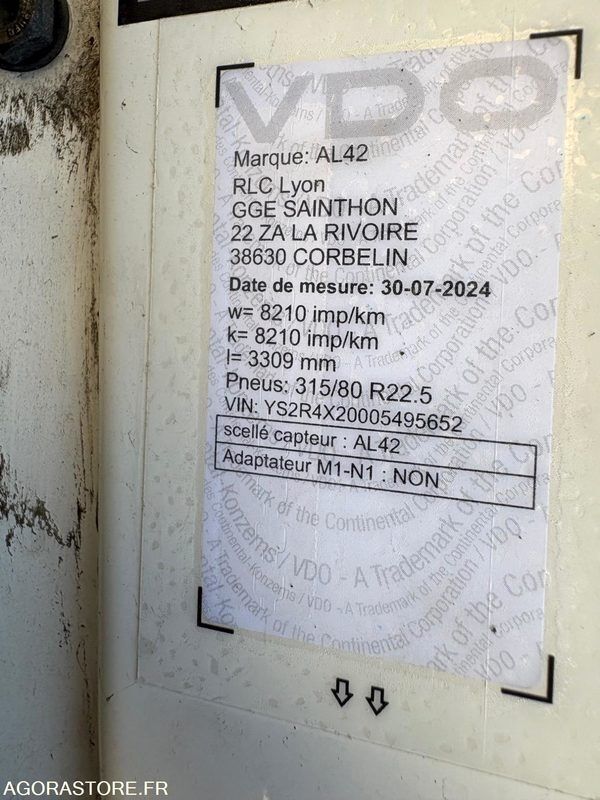 VDO
Marque: AL42
RLC Lyon
GGE SAINTHON
22 ZA LA RIVOIRE
38630 CORBELIN
Date de mesure: 30-07-2024
w= 8210 imp/km
k= 8210 imp/km
l= 3309 mm
Pneus: 315/80 R22.5
VIN: YS2R4X20005495652
scellé capteur : AL42
Adaptateur M1-N1 : NON
AGORASTORE.FR